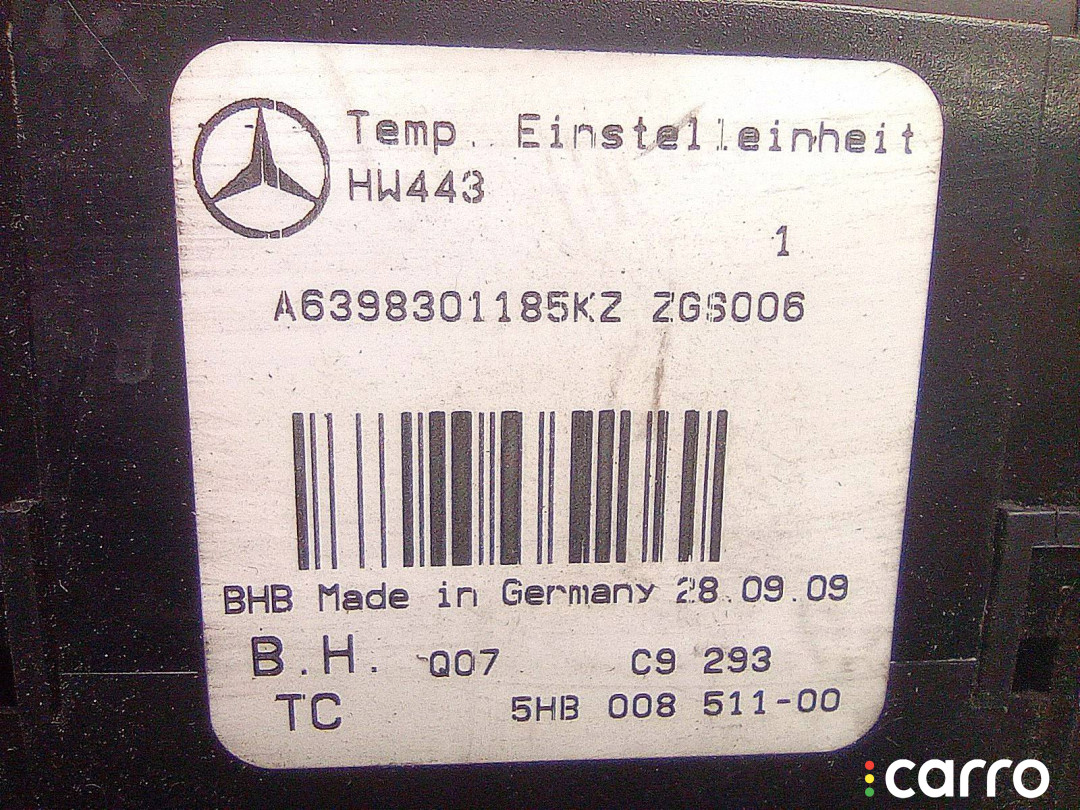 Temp. Einstelleinheit
HW443
1
A6398301185KZ ZGS006
BHB Made in Germany 28.09.09
B.H. Q07 C9 293
TC 5HB 008 511-00
carro